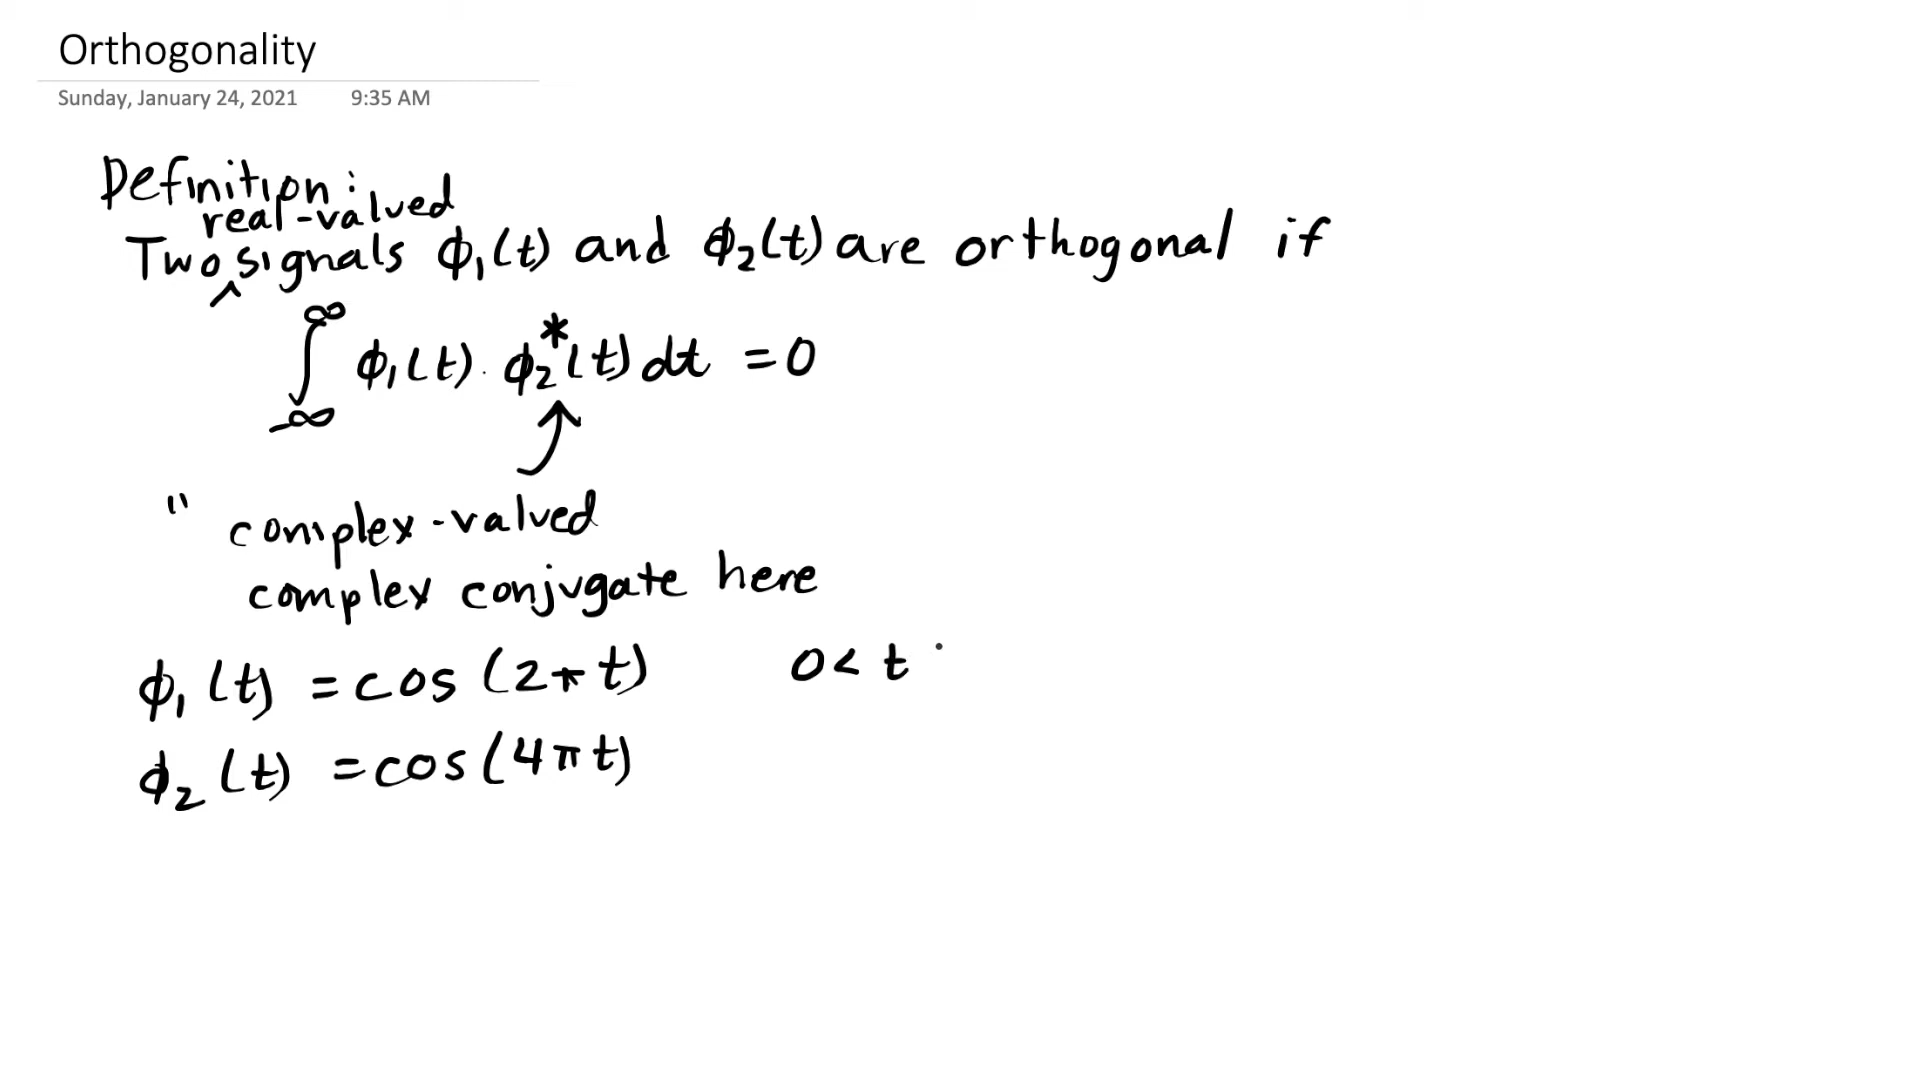 Orthogonality
Sunday, January 24, 2021 9:35 AM
Definition:
real-valued
Two ^ signals ϕ₁(t) and ϕ₂(t) are orthogonal if
∫_{-∞}^{∞} ϕ₁(t) · ϕ₂*(t) dt = 0
" complex-valued
complex conjugate here
ϕ₁(t) = cos(2πt) 0 < t
ϕ₂(t) = cos(4πt)